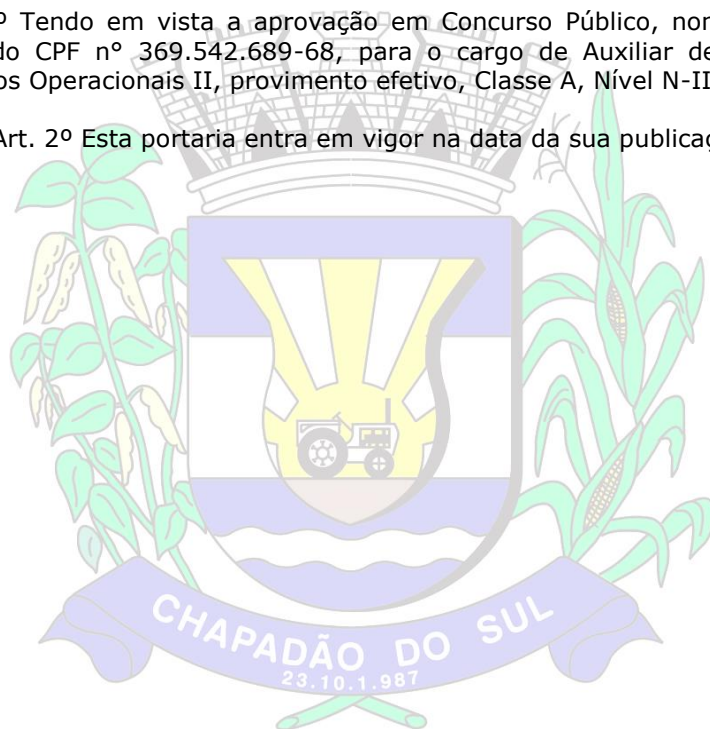 º Tendo em vista a aprovação em Concurso Público, nor
do CPF n° 369.542.689-68, para o cargo de Auxiliar de
os Operacionais II, provimento efetivo, Classe A, Nível N-II
Art. 2º Esta portaria entra em vigor na data da sua publicaç
CHAPADÃO DO SUL
23.10.1.987